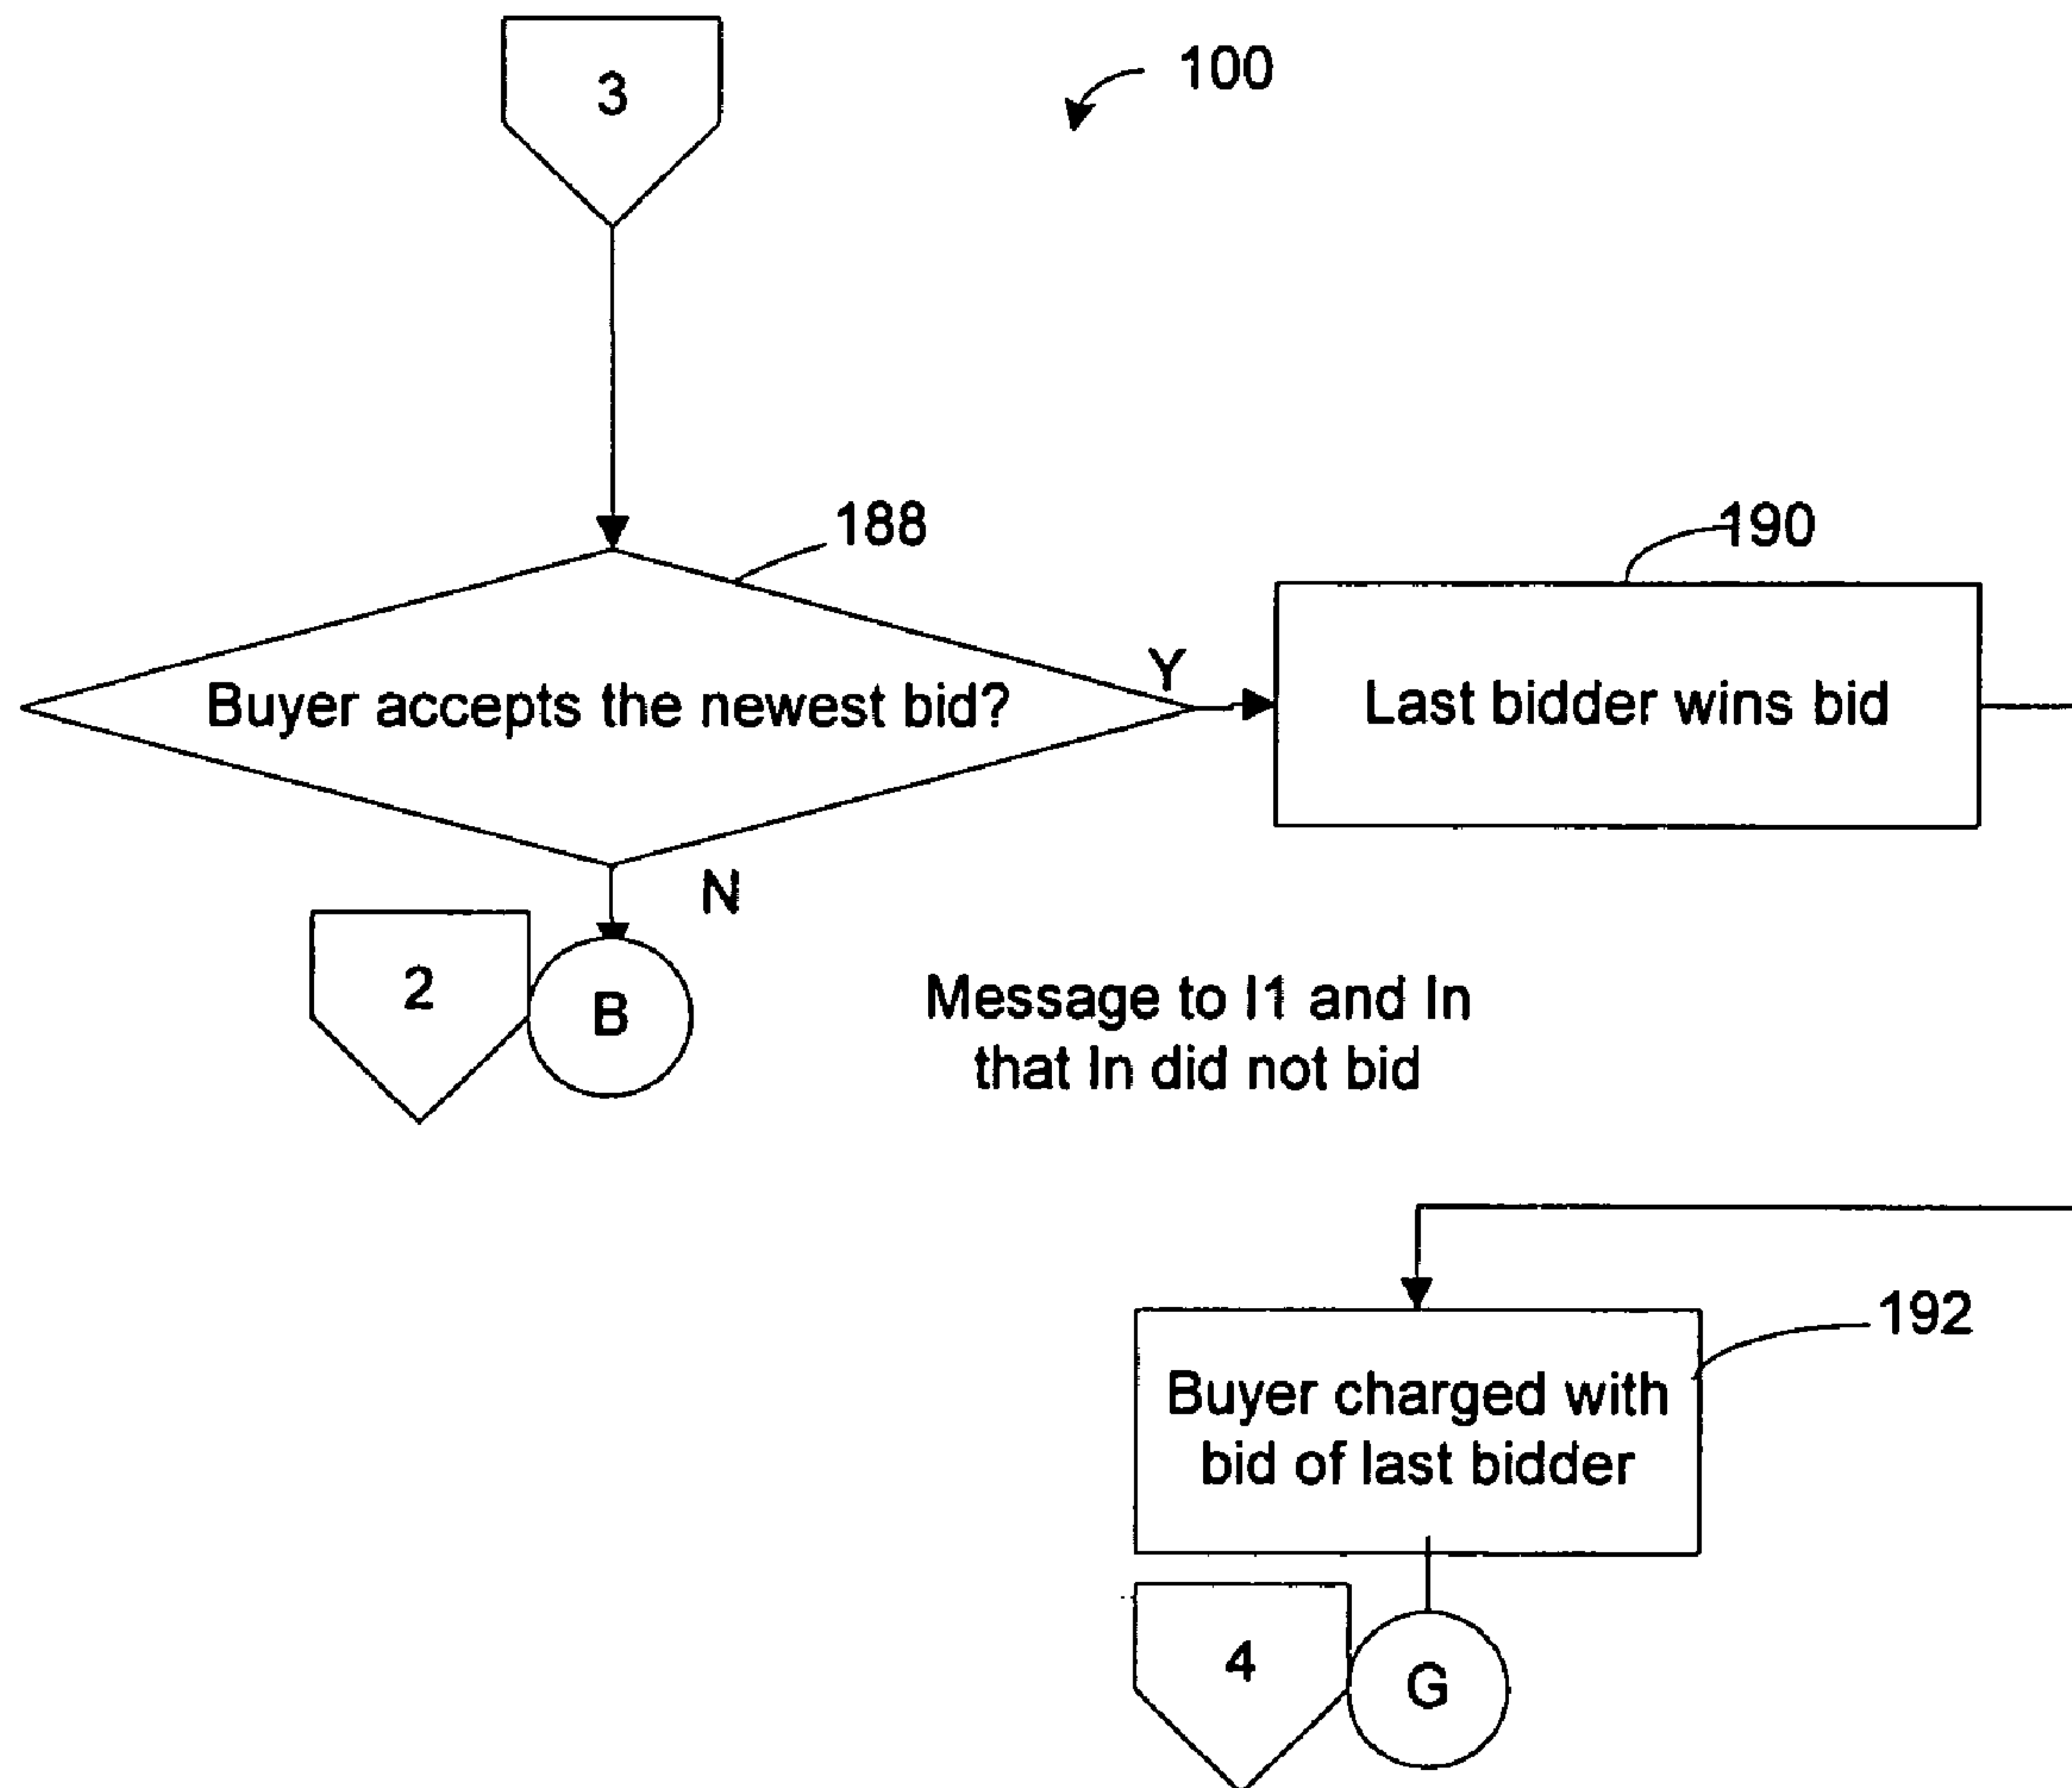 3
100
188
190
Buyer accepts the newest bid?
Y
Last bidder wins bid
N
2
B
Message to I1 and In
that In did not bid
192
Buyer charged with
bid of last bidder
4
G